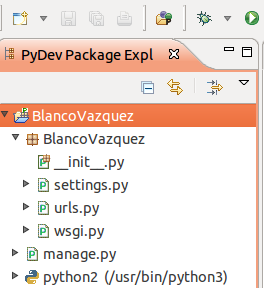 PyDev Package Expl
BlancoVazquez
BlancoVazquez
__init__.py
settings.py
urls.py
wsgi.py
manage.py
python2 (/usr/bin/python3)